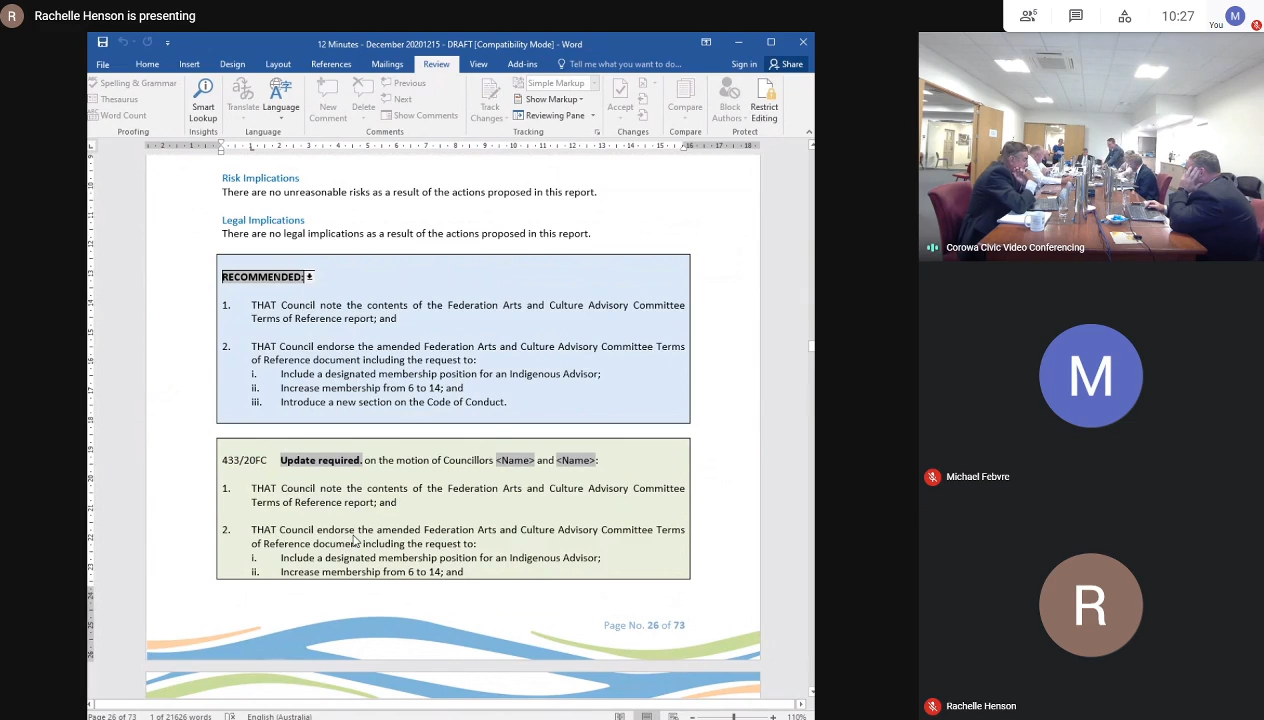 R Rachelle Henson is presenting
5
10:27
You
M
12 Minutes - December 20201215 - DRAFT [Compatibility Mode] - Word
File Home Insert Design Layout References Mailings Review View Add-ins Tell me what you want to do... Sign in Share
Spelling & Grammar
Thesaurus
Word Count
Proofing
Smart Lookup
Insights
Translate
Language
Language
New Comment
Delete
Previous
Next
Show Comments
Comments
Track Changes
Simple Markup
Show Markup
Reviewing Pane
Tracking
Accept
Changes
Compare
Compare
Block Authors
Restrict Editing
Protect
Risk Implications
There are no unreasonable risks as a result of the actions proposed in this report.
Legal Implications
There are no legal implications as a result of the actions proposed in this report.
RECOMMENDED:
1. THAT Council note the contents of the Federation Arts and Culture Advisory Committee
Terms of Reference report; and
2. THAT Council endorse the amended Federation Arts and Culture Advisory Committee Terms
of Reference document including the request to:
i. Include a designated membership position for an Indigenous Advisor;
ii. Increase membership from 6 to 14; and
iii. Introduce a new section on the Code of Conduct.
433/20FC Update required. on the motion of Councillors <Name> and <Name>:
1. THAT Council note the contents of the Federation Arts and Culture Advisory Committee
Terms of Reference report; and
2. THAT Council endorse the amended Federation Arts and Culture Advisory Committee Terms
of Reference document including the request to:
i. Include a designated membership position for an Indigenous Advisor;
ii. Increase membership from 6 to 14; and
Page No. 26 of 73
Page 26 of 73 1 of 21626 words English (Australia) 110%
Corowa Civic Video Conferencing
M
Michael Febvre
R
Rachelle Henson